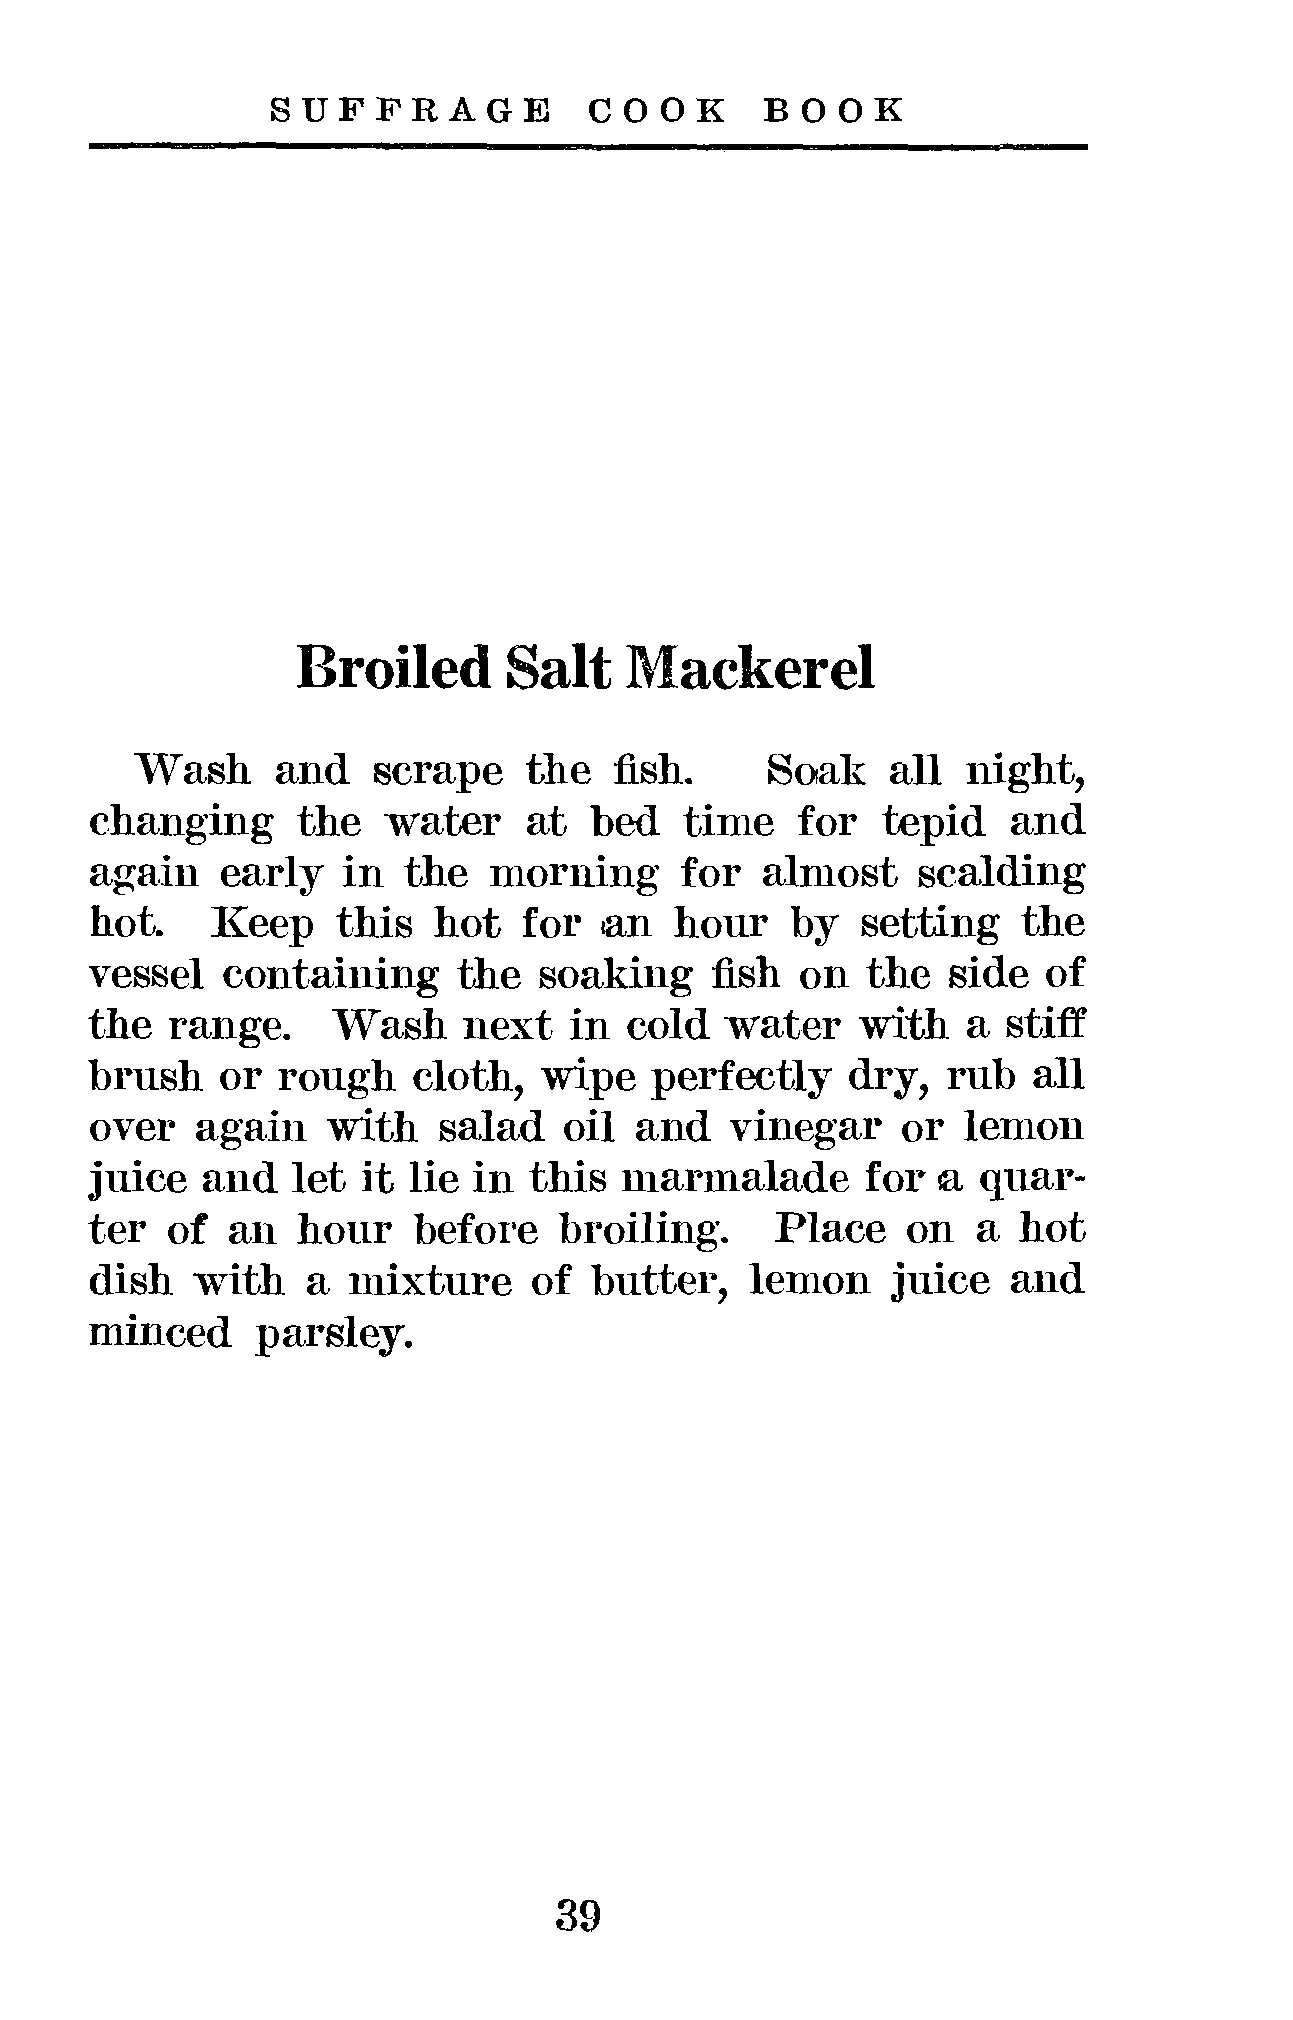 SUFFRAGE COOK BOOK
Broiled Salt Mackerel
Wash and scrape the fish. Soak all night,
changing the water at bed time for tepid and
again early in the morning for almost scalding
hot. Keep this hot for an hour by setting the
vessel containing the soaking fish on the side of
the range. Wash next in cold water with a stiff
brush or rough cloth, wipe perfectly dry, rub all
over again with salad oil and vinegar or lemon
juice and let it lie in this marmalade for a quar-
ter of an hour before broiling. Place on a hot
dish with a mixture of butter, lemon juice and
minced parsley.
39